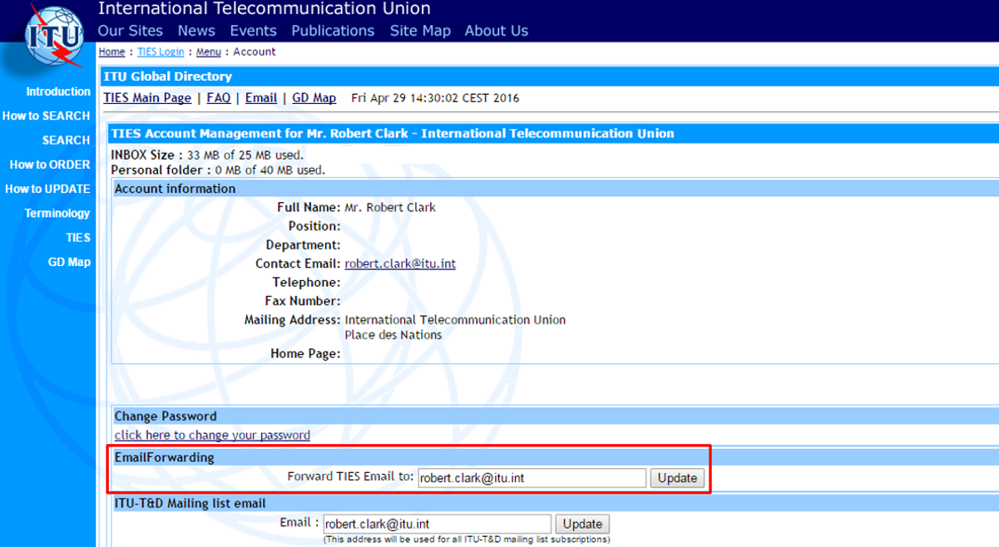 International Telecommunication Union
ITU
Our Sites News Events Publications Site Map About Us
Home : TIES Login : Menu : Account
Introduction
How to SEARCH
SEARCH
How to ORDER
How to UPDATE
Terminology
TIES
GD Map
ITU Global Directory
TIES Main Page | FAQ | Email | GD Map Fri Apr 29 14:30:02 CEST 2016
TIES Account Management for Mr. Robert Clark - International Telecommunication Union
INBOX Size : 33 MB of 25 MB used.
Personal folder : 0 MB of 40 MB used.
Account information
Full Name: Mr. Robert Clark
Position:
Department:
Contact Email: robert.clark@itu.int
Telephone:
Fax Number:
Mailing Address: International Telecommunication Union
Place des Nations
Home Page:
Change Password
click here to change your password
EmailForwarding
Forward TIES Email to: robert.clark@itu.int Update
ITU-T&D Mailing list email
Email : robert.clark@itu.int Update
(This address will be used for all ITU-T&D mailing list subscriptions)